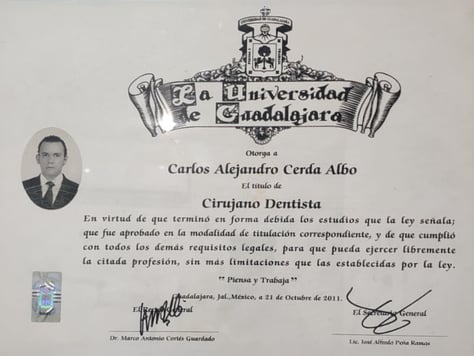 La Universidad
de Guadalajara
Otorga a
Carlos Alejandro Cerda Albo
El título de
Cirujano Dentista
En virtud de que terminó en forma debida los estudios que la ley señala;
que fue aprobado en la modalidad de titulación correspondiente, y de que cumplió
con todos los demás requisitos legales, para que pueda ejercer libremente
la citada profesión, sin más limitaciones que las establecidas por la ley.
"" Piensa y Trabaja ""
Guadalajara, Jal., México, a 21 de Octubre de 2011.
El General
El Secretario General
Dr. Marco Antonio Cortés Guardado
Lic. José Alfredo Peña Ramos